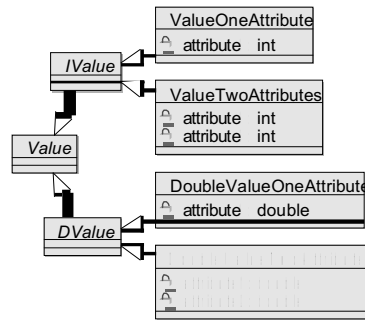 ValueOneAttribute
attribute int
IValue
ValueTwoAttributes
attribute int
attribute int
Value
DoubleValueOneAttribute
attribute double
DValue